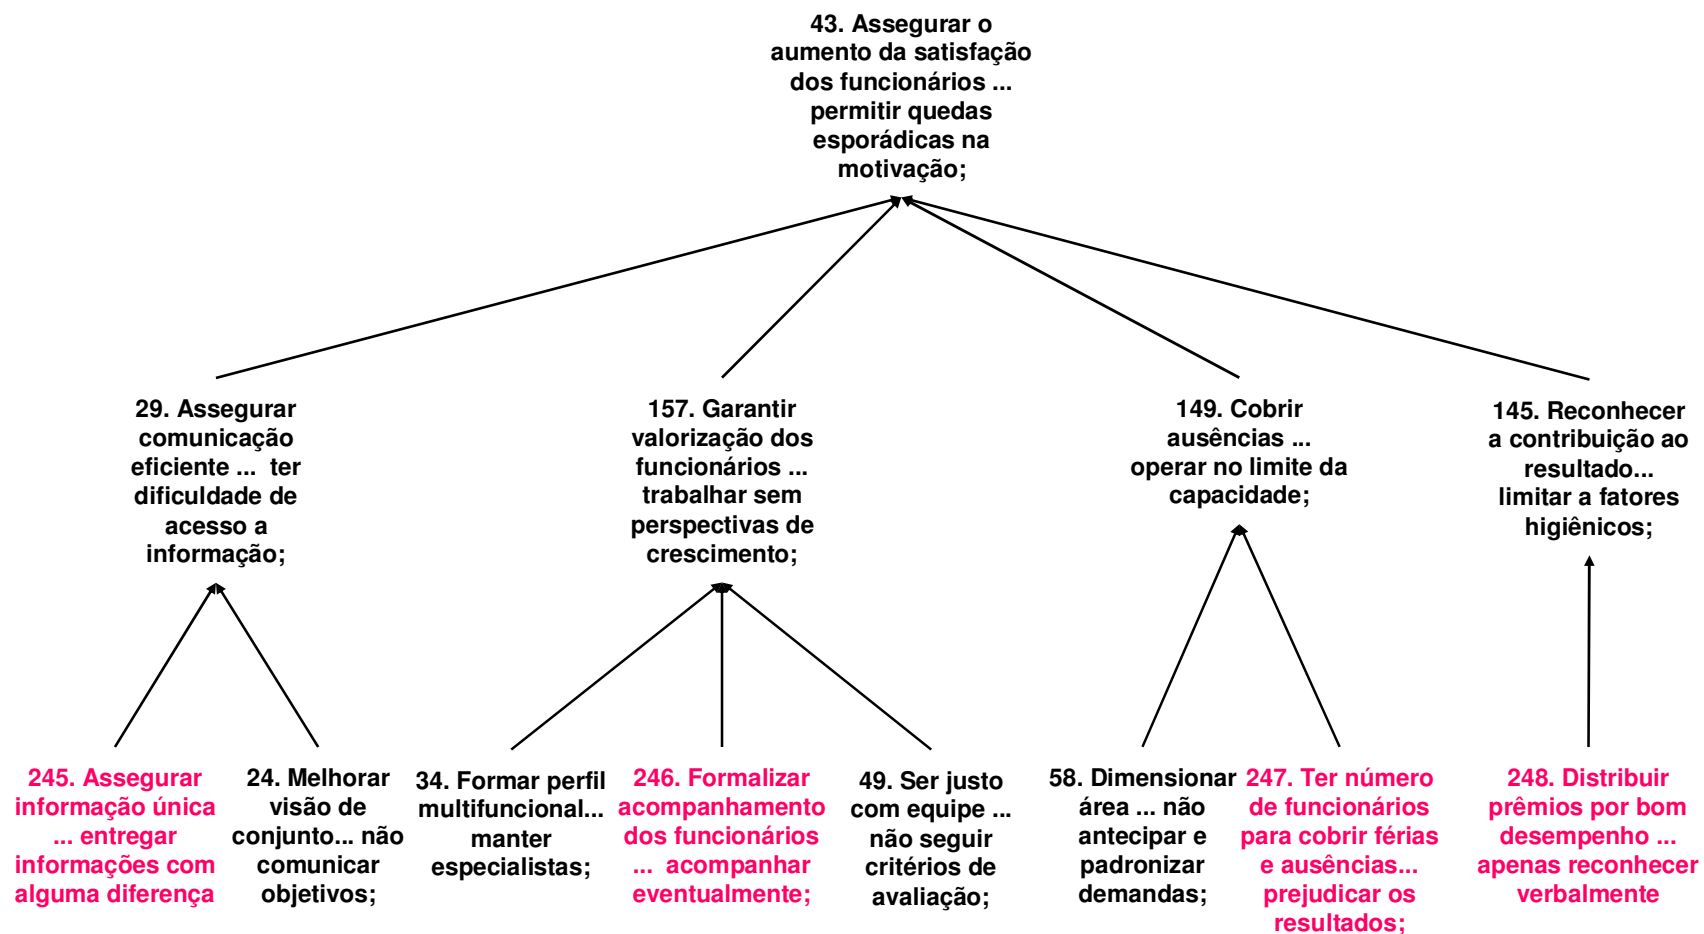 43. Assegurar o
aumento da satisfação
dos funcionários ...
permitir quedas
esporádicas na
motivação;
29. Assegurar
comunicação
eficiente ... ter
dificuldade de
acesso a
informação;
157. Garantir
valorização dos
funcionários ...
trabalhar sem
perspectivas de
crescimento;
149. Cobrir
ausências ...
operar no limite da
capacidade;
145. Reconhecer
a contribuição ao
resultado...
limitar a fatores
higiênicos;
245. Assegurar
informação única
... entregar
informações com
alguma diferença
24. Melhorar
visão de
conjunto... não
comunicar
objetivos;
34. Formar perfil
multifuncional...
manter
especialistas;
246. Formalizar
acompanhamento
dos funcionários
... acompanhar
eventualmente;
49. Ser justo
com equipe ...
não seguir
critérios de
avaliação;
58. Dimensionar
área ... não
antecipar e
padronizar
demandas;
247. Ter número
de funcionários
para cobrir férias
e ausências...
prejudicar os
resultados;
248. Distribuir
prêmios por bom
desempenho ...
apenas reconhecer
verbalmente